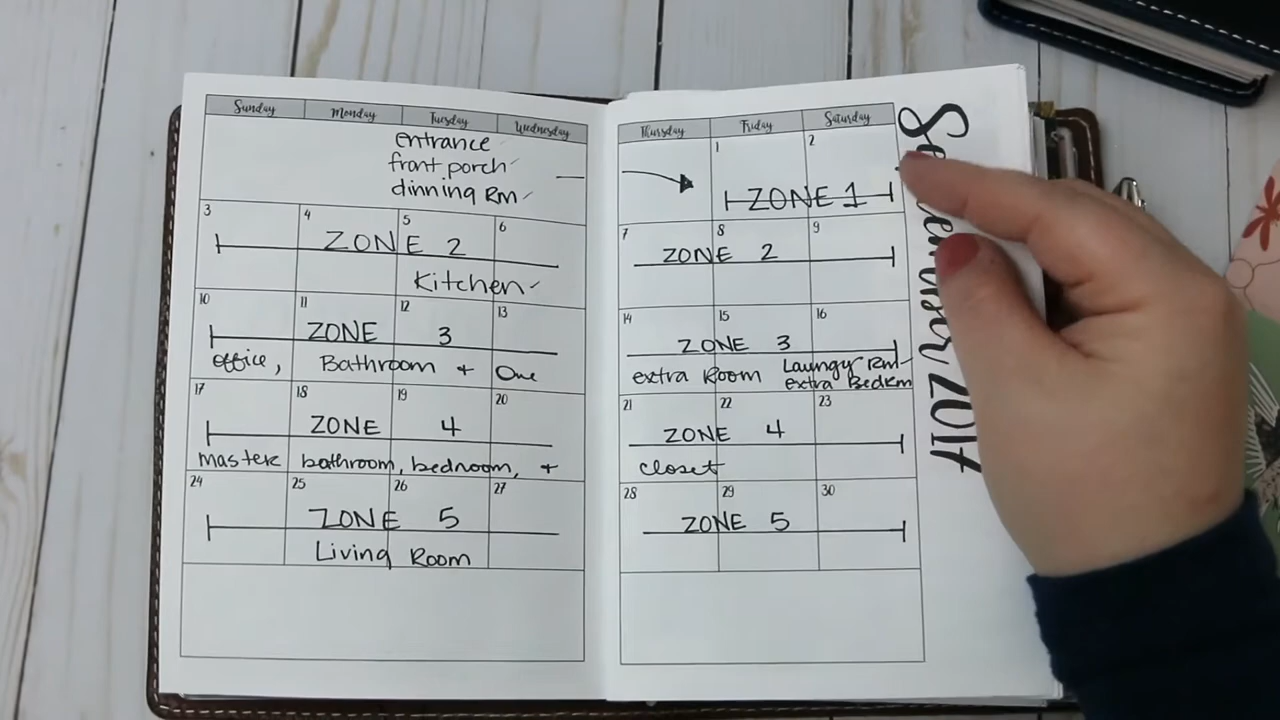 Sunday Monday Tuesday Wednesday Thursday Friday Saturday
entrance
front porch
dinning Rm
1 2
ZONE 1
3 4 5 6 7 8 9
ZONE 2 ZONE 2
Kitchen
10 11 12 13 14 15 16
ZONE 3 ZONE 3
office, Bathroom + One extra Room Laungy Rm
extra BedRm
17 18 19 20 21 22 23
ZONE 4 ZONE 4
master bathroom, bedroom, + closet
24 25 26 27 28 29 30
ZONE 5 ZONE 5
Living Room
2017